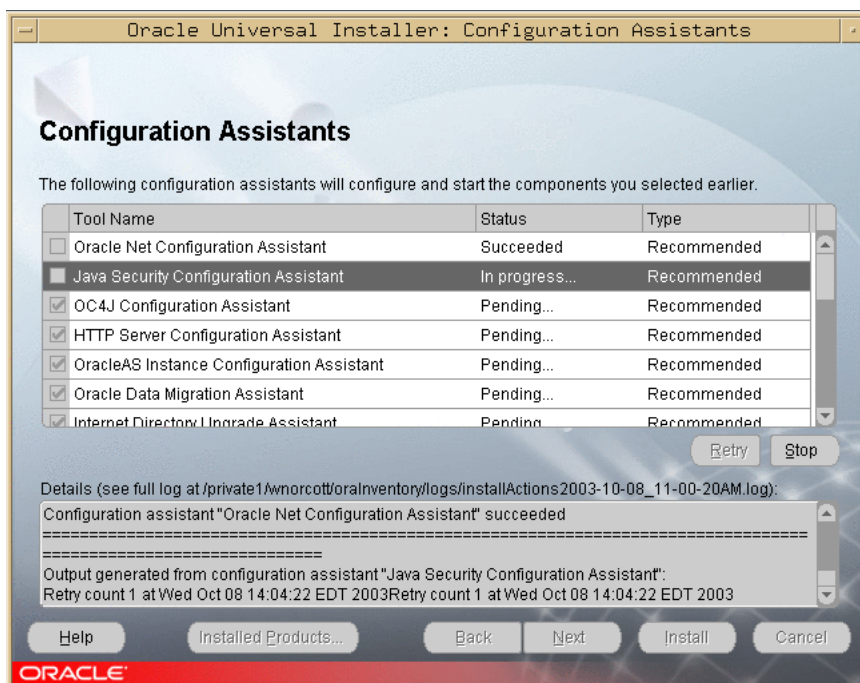 Oracle Universal Installer: Configuration Assistants
Configuration Assistants
The following configuration assistants will configure and start the components you selected earlier.
Tool Name Status Type
Oracle Net Configuration Assistant Succeeded Recommended
Java Security Configuration Assistant In progress... Recommended
OC4J Configuration Assistant Pending... Recommended
HTTP Server Configuration Assistant Pending... Recommended
OracleAS Instance Configuration Assistant Pending... Recommended
Oracle Data Migration Assistant Pending... Recommended
Internet Directory Upgrade Assistant Pending... Recommended
Retry Stop
Details (see full log at /private1/wnorcott/oraInventory/logs/installActions2003-10-08_11-00-20AM.log):
Configuration assistant "Oracle Net Configuration Assistant" succeeded
===================================================================================
==============================
Output generated from configuration assistant "Java Security Configuration Assistant":
Retry count 1 at Wed Oct 08 14:04:22 EDT 2003Retry count 1 at Wed Oct 08 14:04:22 EDT 2003
Help Installed Products... Back Next Install Cancel
ORACLE